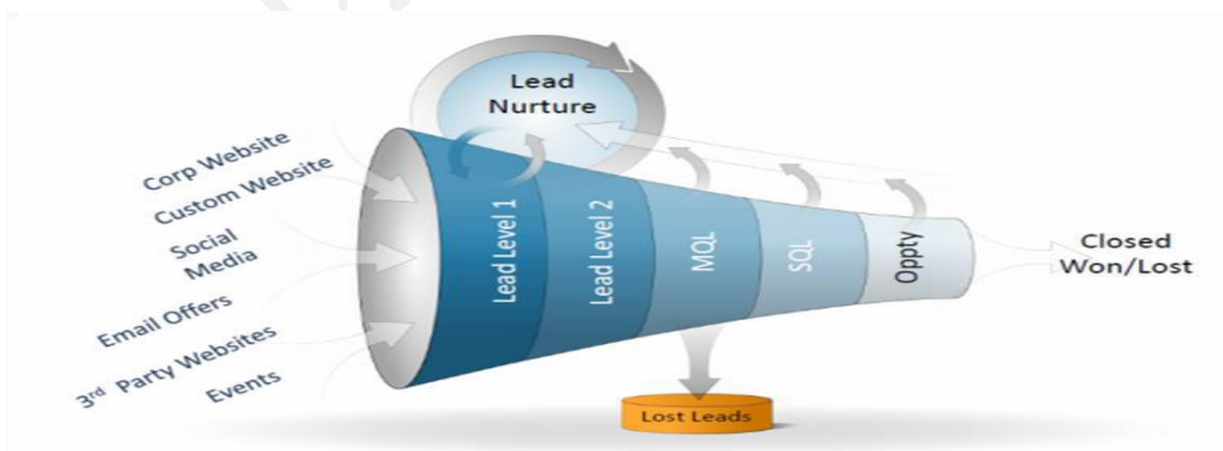 Lead
Nurture
Corp Website
Custom Website
Social
Media
Email Offers
3rd Party Websites
Events
Lead Level 1
Lead Level 2
MQL
SQL
Oppty
Closed
Won/Lost
Lost Leads